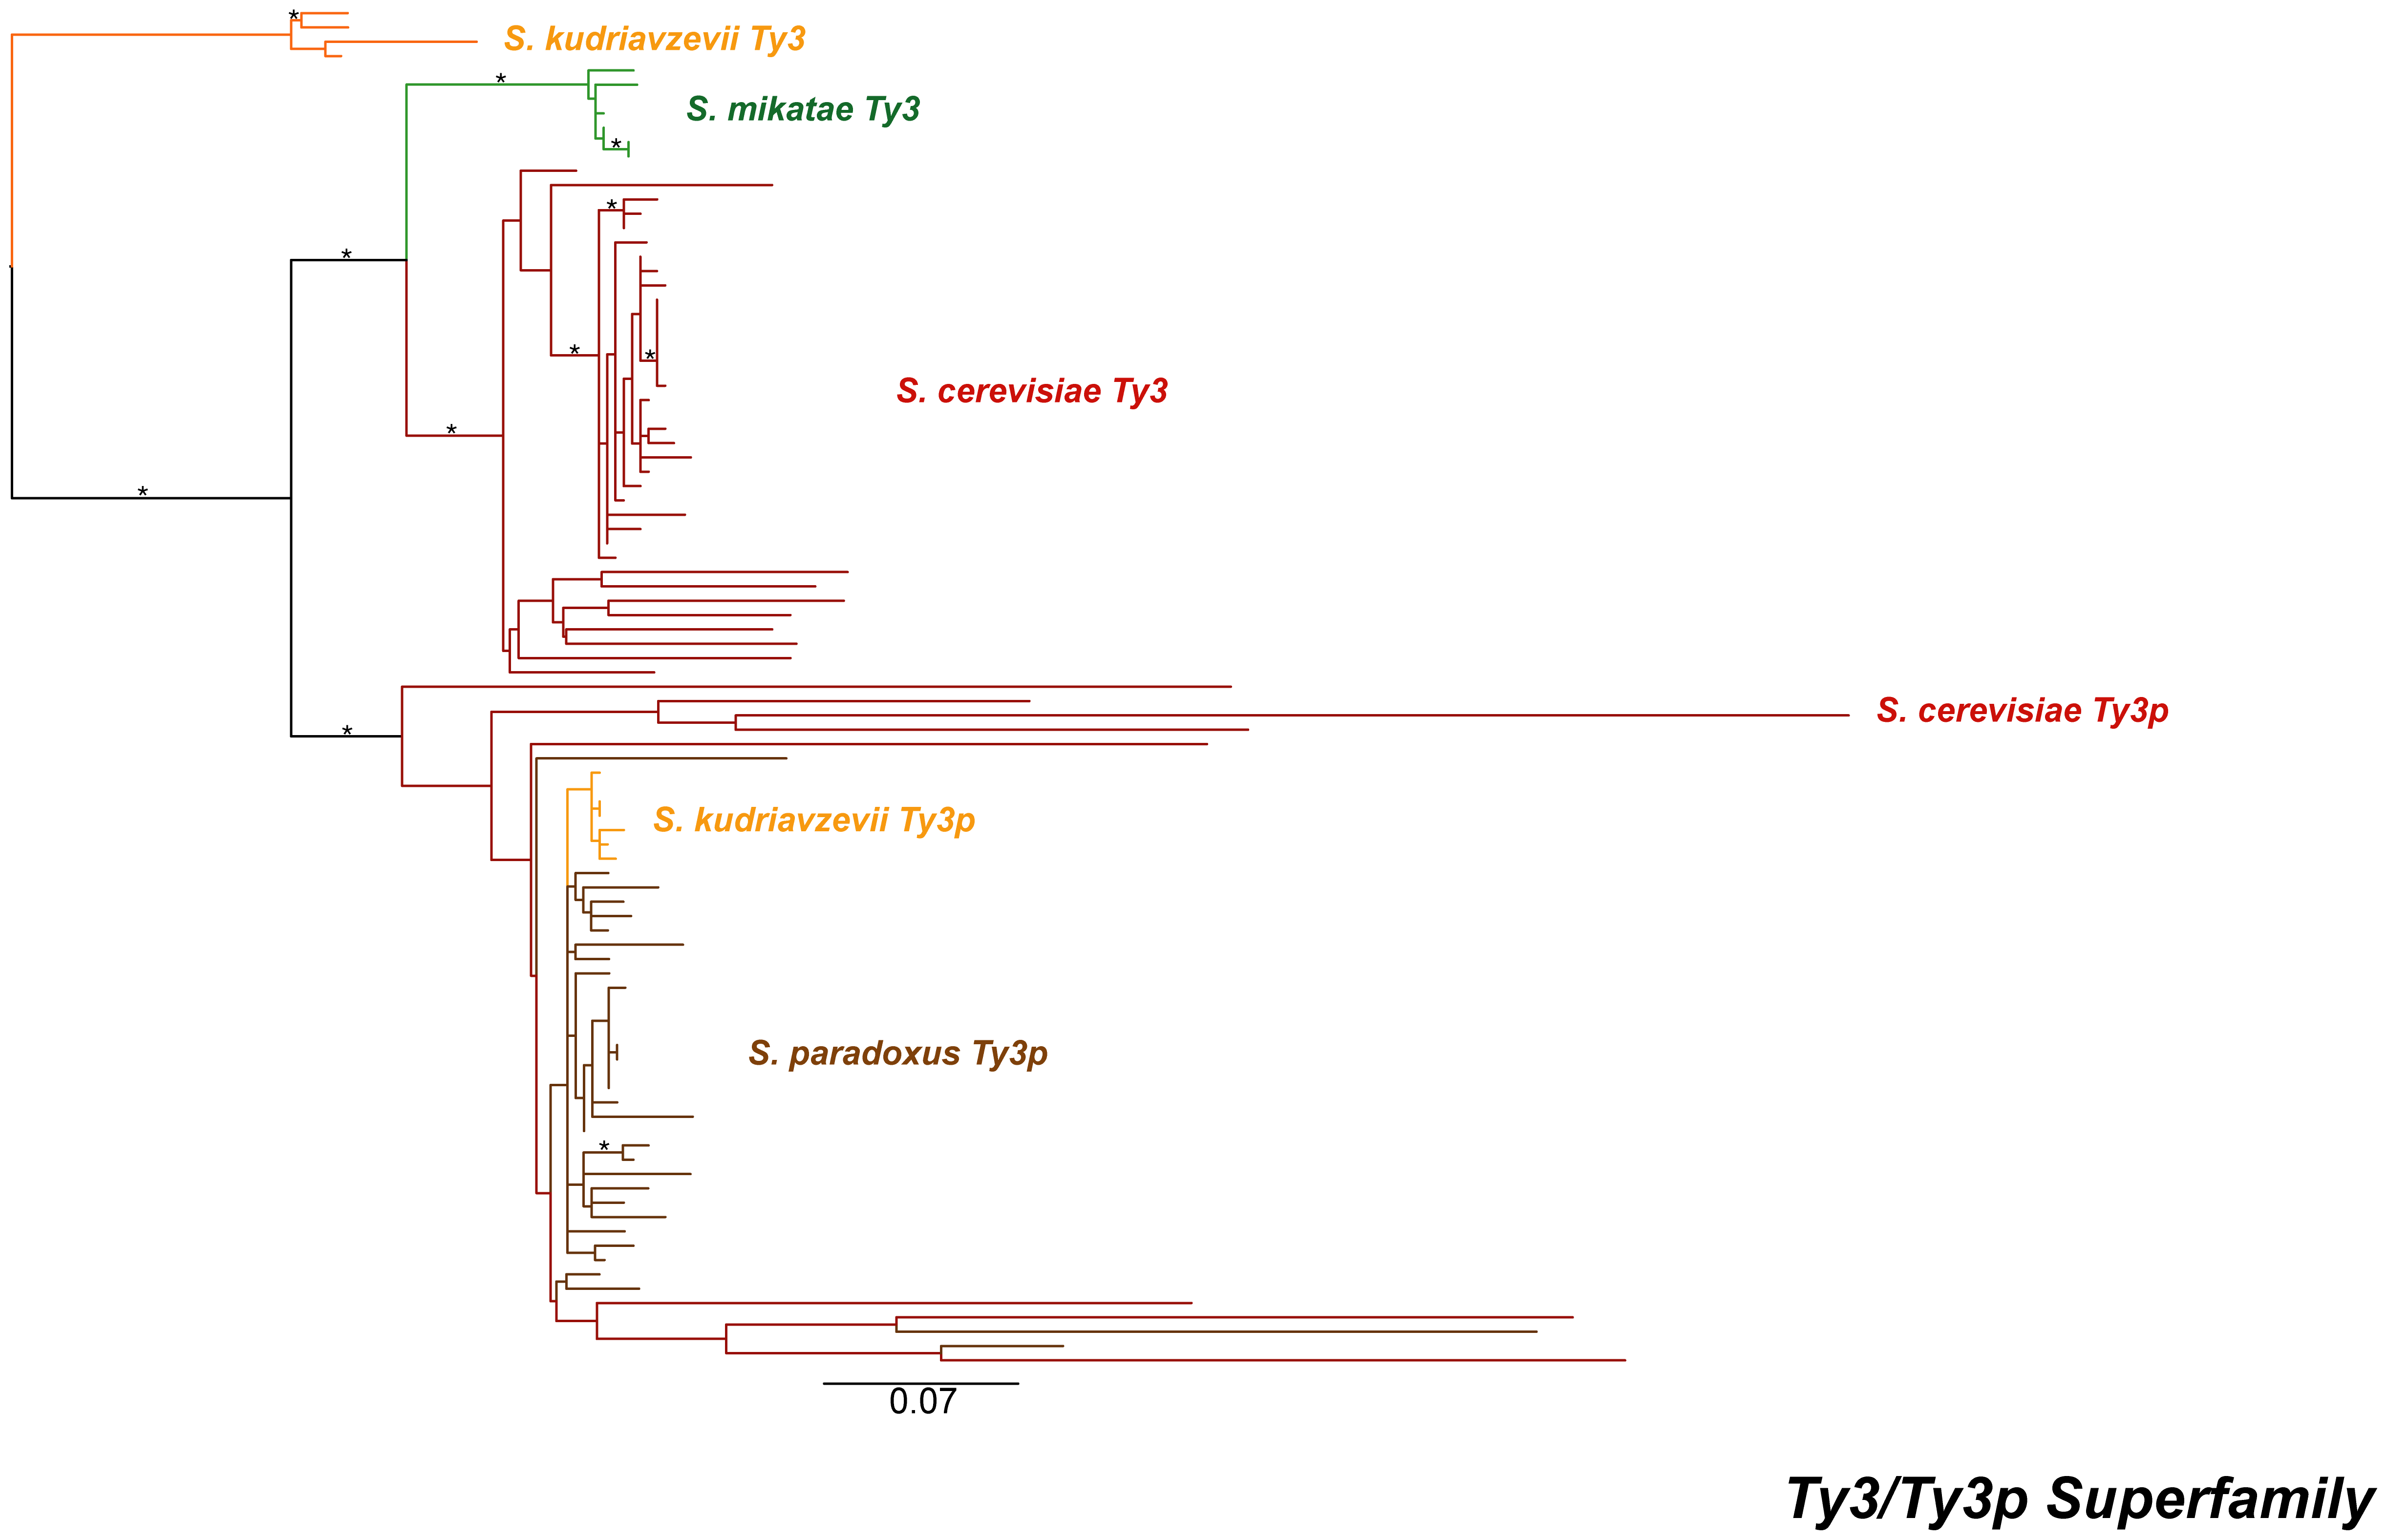 *
S. kudriavzevii Ty3
*
S. mikatae Ty3
*
*
*
S. cerevisiae Ty3
*
*
*
*
S. cerevisiae Ty3p
*
S. kudriavzevii Ty3p
S. paradoxus Ty3p
*
0.07
Ty3/Ty3p Superfamily